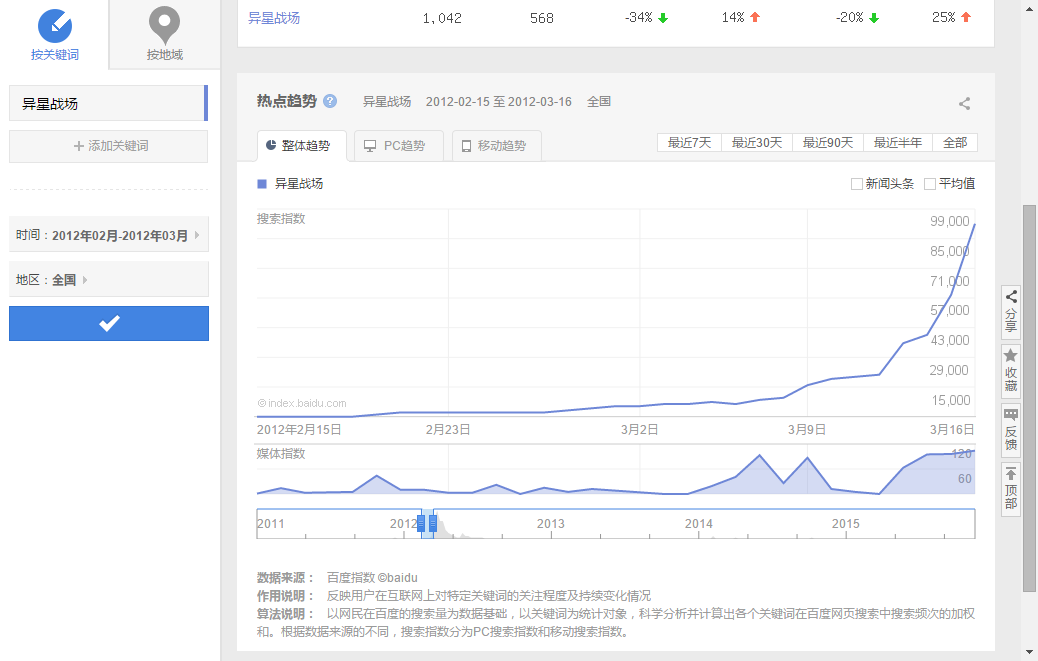 按关键词
按地域
异星战场
添加关键词
时间：2012年02月-2012年03月
地区：全国
异星战场 1,042 568 -34% 14% -20% 25%
热点趋势 ? 异星战场 2012-02-15 至 2012-03-16 全国
整体趋势 PC趋势 移动趋势 最近7天 最近30天 最近90天 最近半年 全部
异星战场 新闻头条 平均值
搜索指数
99,000
85,000
71,000
57,000
43,000
29,000
15,000
©index.baidu.com
2012年2月15日 2月23日 3月2日 3月9日 3月16日
媒体指数 120
60
2011 2012 2013 2014 2015
数据来源： 百度指数 ©baidu
作用说明： 反映用户在互联网上对特定关键词的关注程度及持续变化情况
算法说明： 以网民在百度的搜索量为数据基础，以关键词为统计对象，科学分析并计算出各个关键词在百度网页搜索中搜索频次的加权
和。根据数据来源的不同，搜索指数分为PC搜索指数和移动搜索指数。
分享
收藏
反馈
顶部